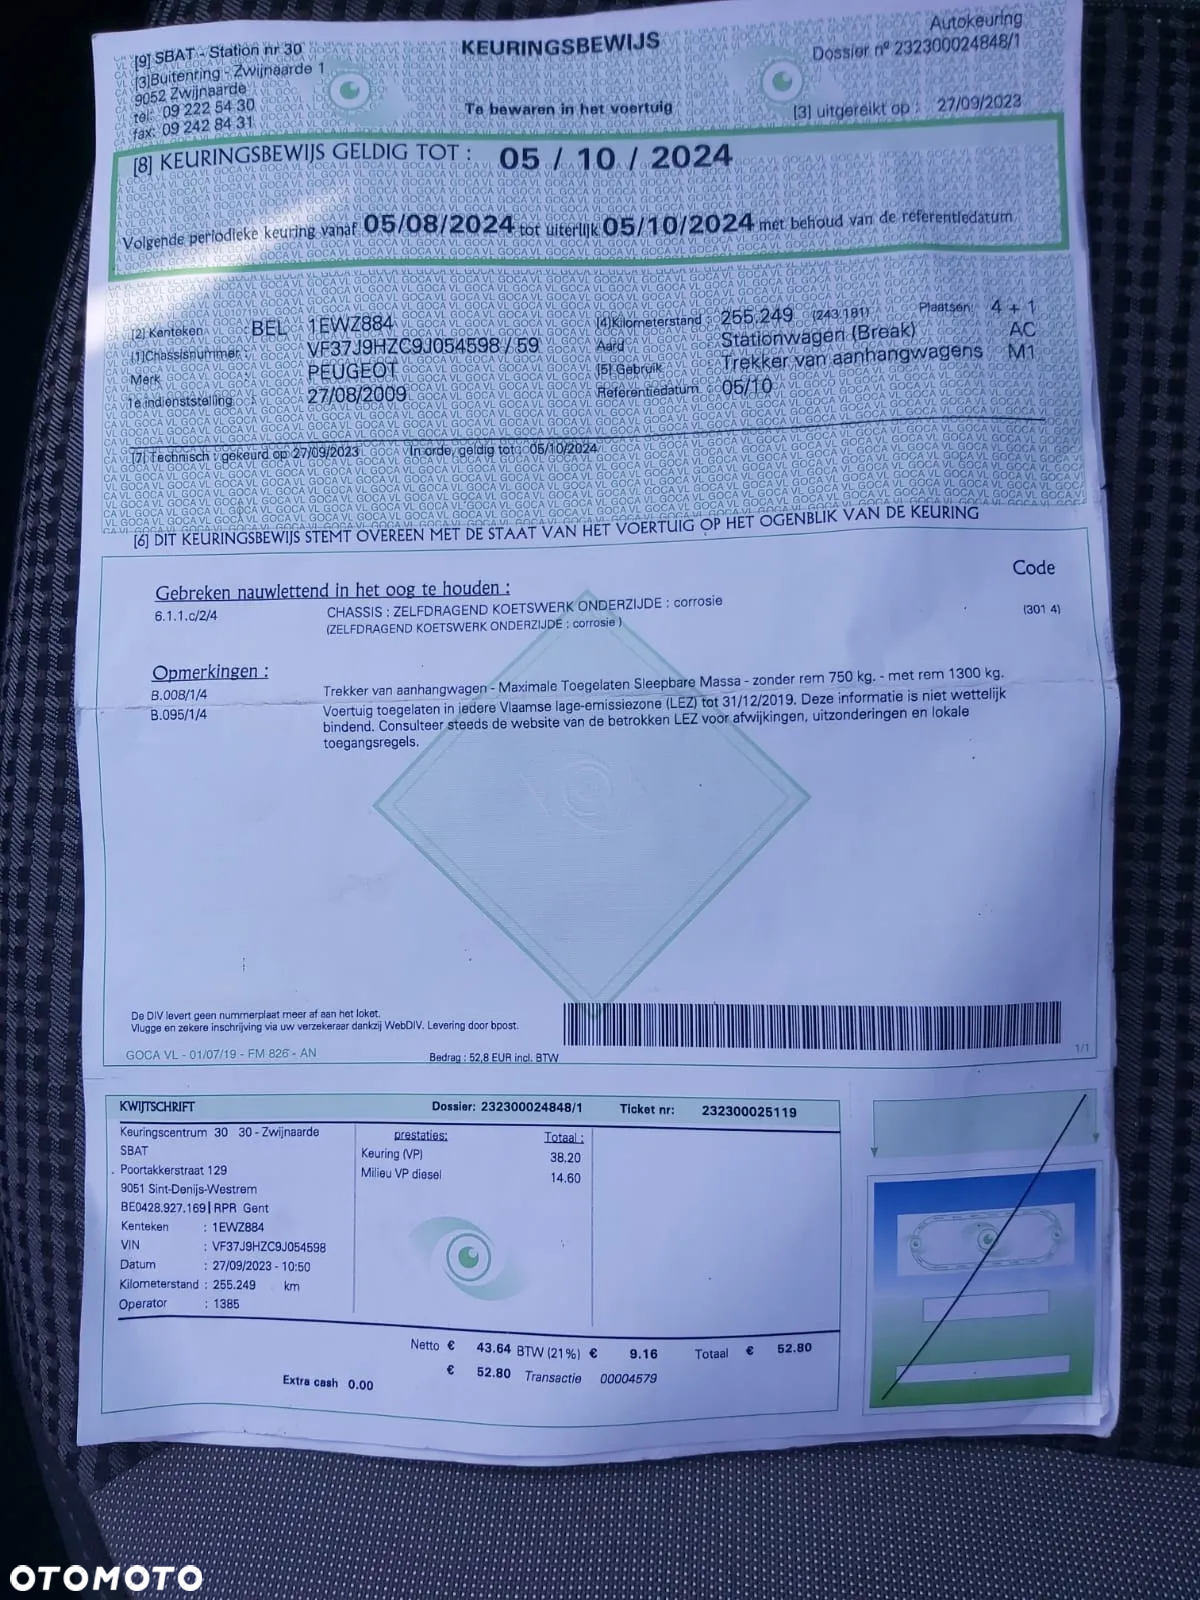 [9] SBAT - Station nr 30
[3]Buitenring - Zwijnaarde 1
9052 Zwijnaarde
tel: 09 222 54 30
fax: 09 242 84 31
KEURINGSBEWIJS
Te bewaren in het voertuig
Autokeuring
Dossier nº 232300024848/1
[3] uitgereikt op : 27/09/2023
[8] KEURINGSBEWIJS GELDIG TOT : 05 / 10 / 2024
Volgende periodieke keuring vanaf 05/08/2024 tot uiterlijk 05/10/2024 met behoud van de referentiedatum
[2] Kenteken : BEL 1EWZ884
[1]Chassisnummer : VF37J9HZC9J054598 / 59
Merk : PEUGEOT
1e indienststelling : 27/08/2009
[4]Kilometerstand : 255.249 (243.181) Plaatsen: 4 + 1
Aard Stationwagen (Break) AC
[5] Gebruik Trekker van aanhangwagens M1
Referentiedatum 05/10
[7] Technisch : gekeurd op 27/09/2023 In orde, geldig tot : 05/10/2024
[6] DIT KEURINGSBEWIJS STEMT OVEREEN MET DE STAAT VAN HET VOERTUIG OP HET OGENBLIK VAN DE KEURING
Code
Gebreken nauwlettend in het oog te houden :
6.1.1.c/2/4 CHASSIS : ZELFDRAGEND KOETSWERK ONDERZIJDE : corrosie (301 4)
(ZELFDRAGEND KOETSWERK ONDERZIJDE : corrosie )
Opmerkingen :
B.008/1/4 Trekker van aanhangwagen - Maximale Toegelaten Sleepbare Massa - zonder rem 750 kg. - met rem 1300 kg.
B.095/1/4 Voertuig toegelaten in iedere Vlaamse lage-emissiezone (LEZ) tot 31/12/2019. Deze informatie is niet wettelijk
bindend. Consulteer steeds de website van de betrokken LEZ voor afwijkingen, uitzonderingen en lokale
toegangsregels.
De DIV levert geen nummerplaat meer af aan het loket.
Vlugge en zekere inschrijving via uw verzekeraar dankzij WebDIV. Levering door bpost.
GOCA VL - 01/07/19 - FM 826 - AN
Bedrag : 52,8 EUR incl. BTW
1/1
KWIJTSCHRIFT Dossier: 232300024848/1 Ticket nr: 232300025119
Keuringscentrum 30 30 - Zwijnaarde
SBAT
Poortakkerstraat 129
9051 Sint-Denijs-Westrem
BE0428.927.169| RPR Gent
Kenteken : 1EWZ884
VIN : VF37J9HZC9J054598
Datum : 27/09/2023 - 10:50
Kilometerstand : 255.249 km
Operator : 1385
prestaties: Totaal :
Keuring (VP) 38.20
Milieu VP diesel 14.60
Netto € 43.64 BTW (21%) € 9.16 Totaal € 52.80
€ 52.80 Transactie 00004579
Extra cash 0.00
OTOMOTO